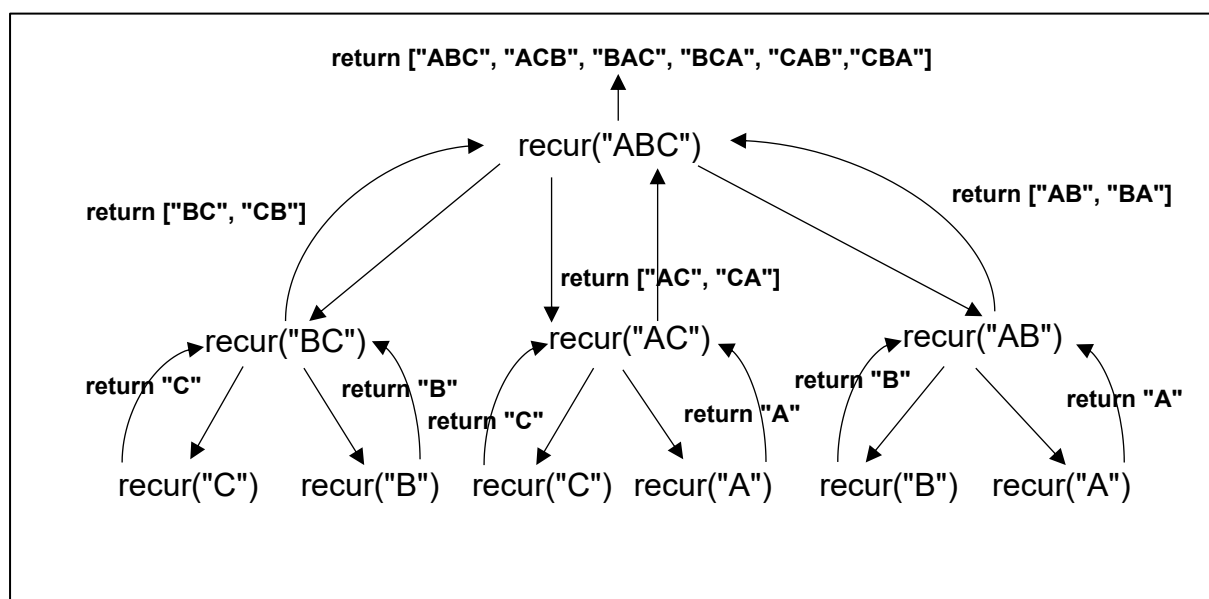 return ["ABC", "ACB", "BAC", "BCA", "CAB","CBA"]
recur("ABC")
return ["BC", "CB"]
return ["AB", "BA"]
return ["AC", "CA"]
recur("BC")
recur("AC")
recur("AB")
return "C"
return "B"
return "C"
return "A"
return "B"
return "A"
recur("C")
recur("B")
recur("C")
recur("A")
recur("B")
recur("A")